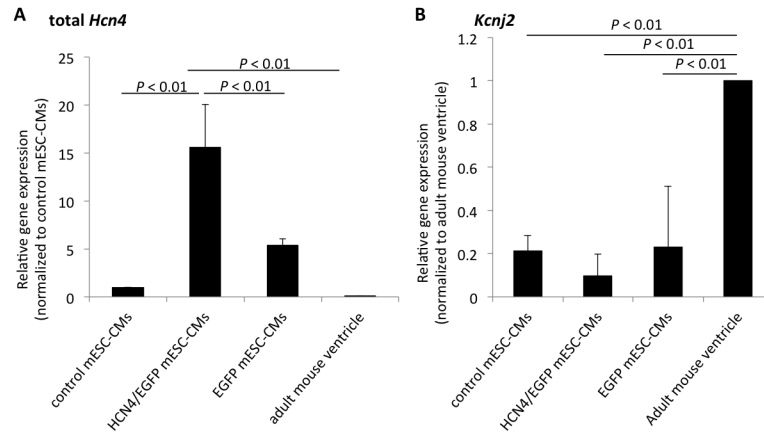 A total Hcn4
Relative gene expression
(normalized to control mESC-CMs)
25
20
15
10
5
0
P < 0.01
P < 0.01
P < 0.01
control mESC-CMs
HCN4/EGFP mESC-CMs
EGFP mESC-CMs
adult mouse ventricle
B Kcnj2
Relative gene expression
(normalized to adult mouse ventricle)
1.2
1
0.8
0.6
0.4
0.2
0
P < 0.01
P < 0.01
P < 0.01
control mESC-CMs
HCN4/EGFP mESC-CMs
EGFP mESC-CMs
Adult mouse ventricle